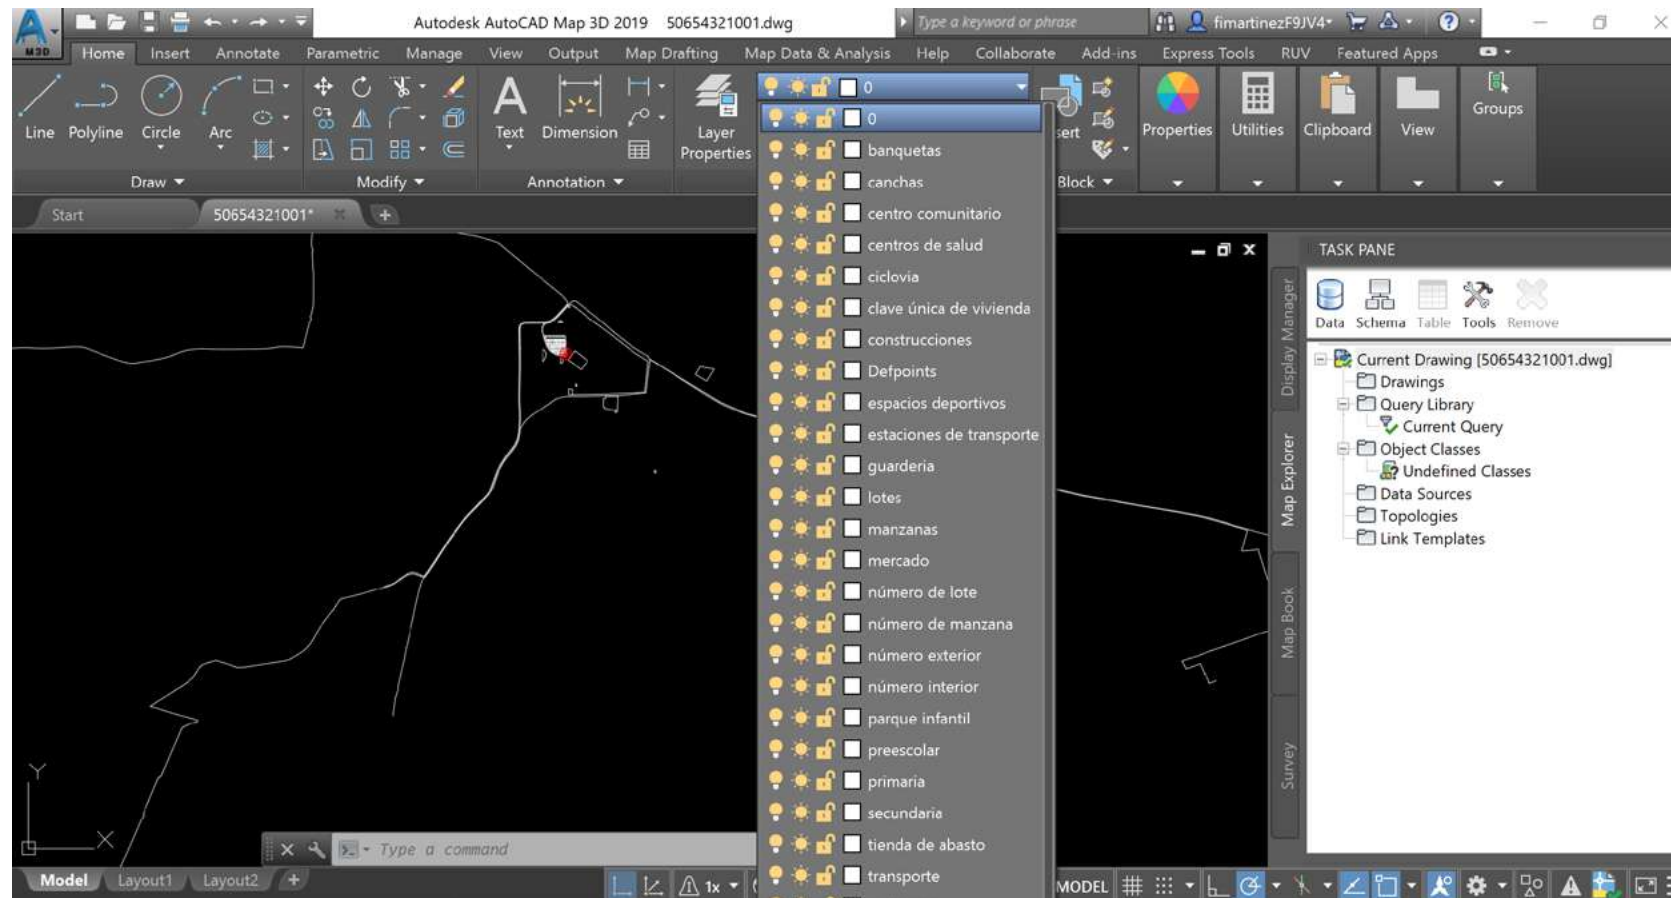 Autodesk AutoCAD Map 3D 2019 50654321001.dwg
Type a keyword or phrase
fimartinezF9JV4
M3D
Home Insert Annotate Parametric Manage View Output Map Drafting Map Data & Analysis Help Collaborate Add-ins Express Tools RUV Featured Apps
Line Polyline Circle Arc
Text Dimension
Layer Properties
0
Properties Utilities Clipboard View Groups
Draw Modify Annotation Block
Start 50654321001*
0
banquetas
canchas
centro comunitario
centros de salud
ciclovia
clave única de vivienda
construcciones
Defpoints
espacios deportivos
estaciones de transporte
guarderia
lotes
manzanas
mercado
número de lote
número de manzana
número exterior
número interior
parque infantil
preescolar
primaria
secundaria
tienda de abasto
transporte
TASK PANE
Data Schema Table Tools Remove
Current Drawing [50654321001.dwg]
Drawings
Query Library
Current Query
Object Classes
Undefined Classes
Data Sources
Topologies
Link Templates
Display Manager
Map Explorer
Map Book
Survey
Y
X
Type a command
Model Layout1 Layout2
1x
MODEL